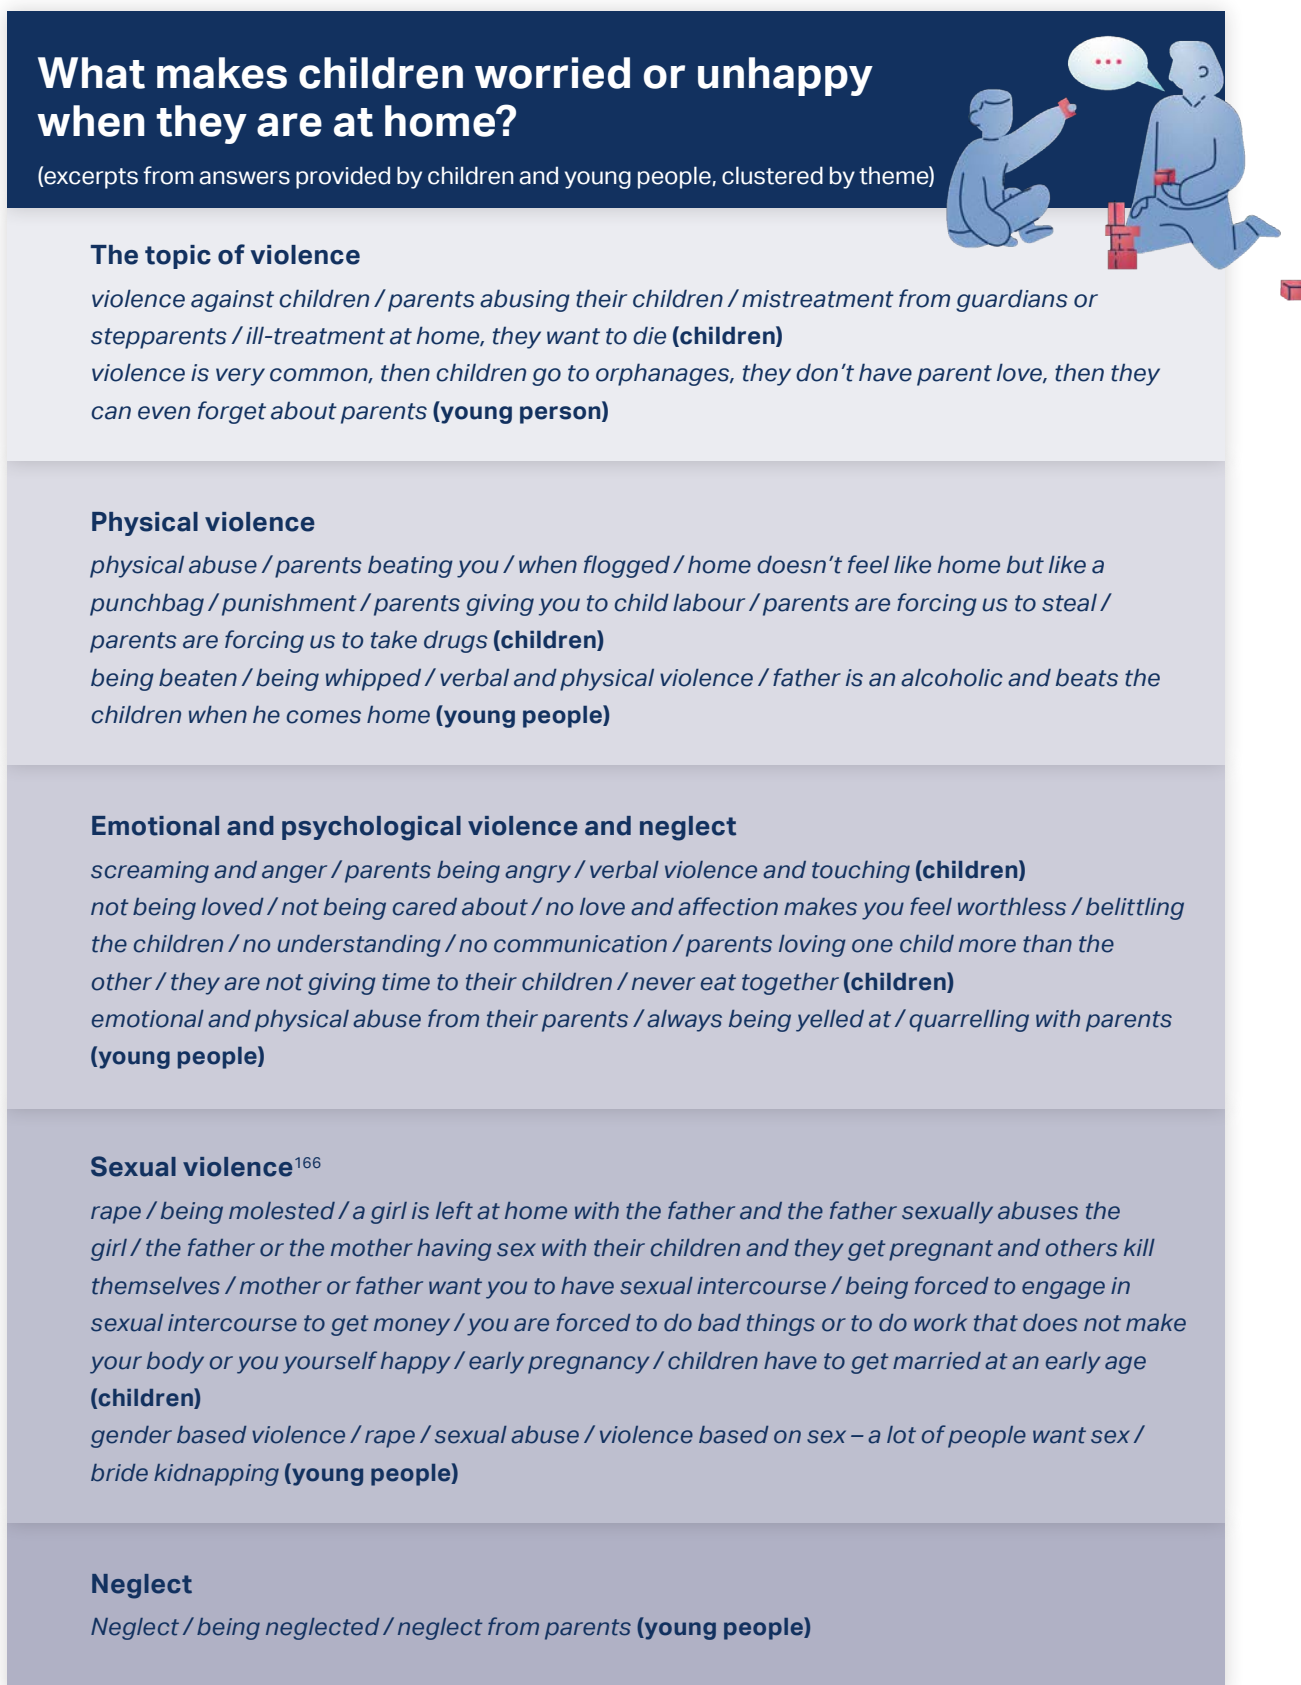 What makes children worried or unhappy
when they are at home?
(excerpts from answers provided by children and young people, clustered by theme)
The topic of violence
violence against children / parents abusing their children / mistreatment from guardians or
stepparents / ill-treatment at home, they want to die (children)
violence is very common, then children go to orphanages, they don’t have parent love, then they
can even forget about parents (young person)
Physical violence
physical abuse / parents beating you / when flogged / home doesn’t feel like home but like a
punchbag / punishment / parents giving you to child labour / parents are forcing us to steal /
parents are forcing us to take drugs (children)
being beaten / being whipped / verbal and physical violence / father is an alcoholic and beats the
children when he comes home (young people)
Emotional and psychological violence and neglect
screaming and anger / parents being angry / verbal violence and touching (children)
not being loved / not being cared about / no love and affection makes you feel worthless / belittling
the children / no understanding / no communication / parents loving one child more than the
other / they are not giving time to their children / never eat together (children)
emotional and physical abuse from their parents / always being yelled at / quarrelling with parents
(young people)
Sexual violence166
rape / being molested / a girl is left at home with the father and the father sexually abuses the
girl / the father or the mother having sex with their children and they get pregnant and others kill
themselves / mother or father want you to have sexual intercourse / being forced to engage in
sexual intercourse to get money / you are forced to do bad things or to do work that does not make
your body or you yourself happy / early pregnancy / children have to get married at an early age
(children)
gender based violence / rape / sexual abuse / violence based on sex – a lot of people want sex /
bride kidnapping (young people)
Neglect
Neglect / being neglected / neglect from parents (young people)